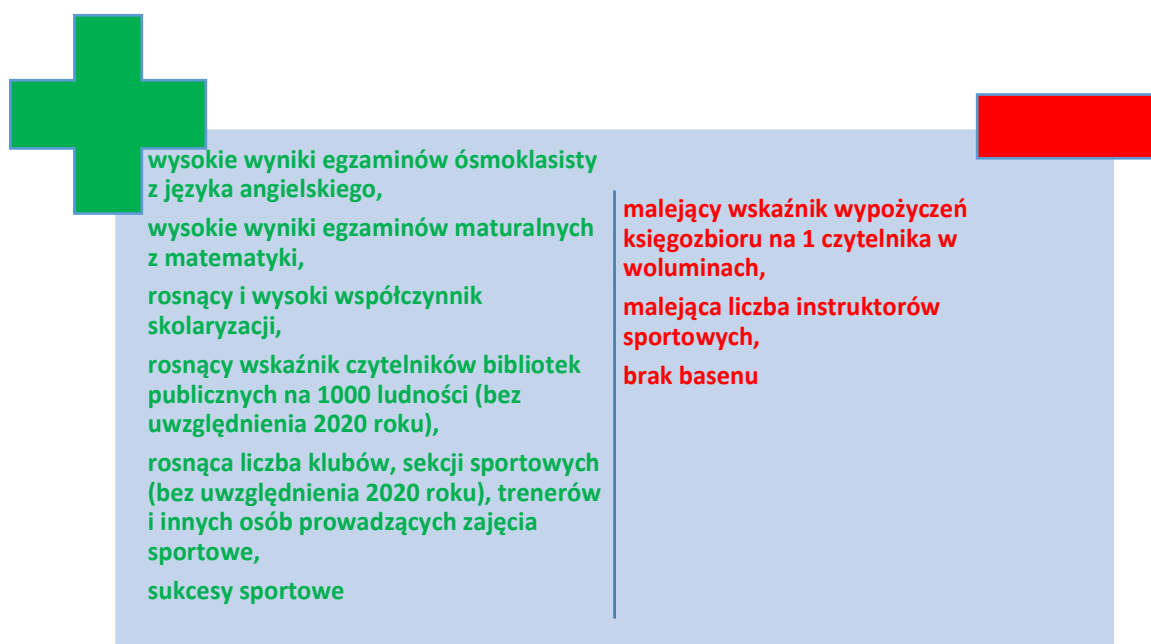 wysokie wyniki egzaminów ósmoklasisty
z języka angielskiego,
wysokie wyniki egzaminów maturalnych
z matematyki,
rosnący i wysoki współczynnik
skolaryzacji,
rosnący wskaźnik czytelników bibliotek
publicznych na 1000 ludności (bez
uwzględnienia 2020 roku),
rosnąca liczba klubów, sekcji sportowych
(bez uwzględnienia 2020 roku), trenerów
i innych osób prowadzących zajęcia
sportowe,
sukcesy sportowe
malejący wskaźnik wypożyczeń
księgozbioru na 1 czytelnika w
woluminach,
malejąca liczba instruktorów
sportowych,
brak basenu